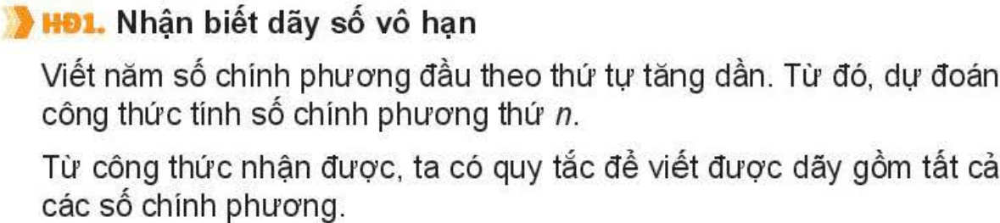 HĐ1. Nhận biết dãy số vô hạn
Viết năm số chính phương đầu theo thứ tự tăng dần. Từ đó, dự đoán
công thức tính số chính phương thứ n.
Từ công thức nhận được, ta có quy tắc để viết được dãy gồm tất cả
các số chính phương.